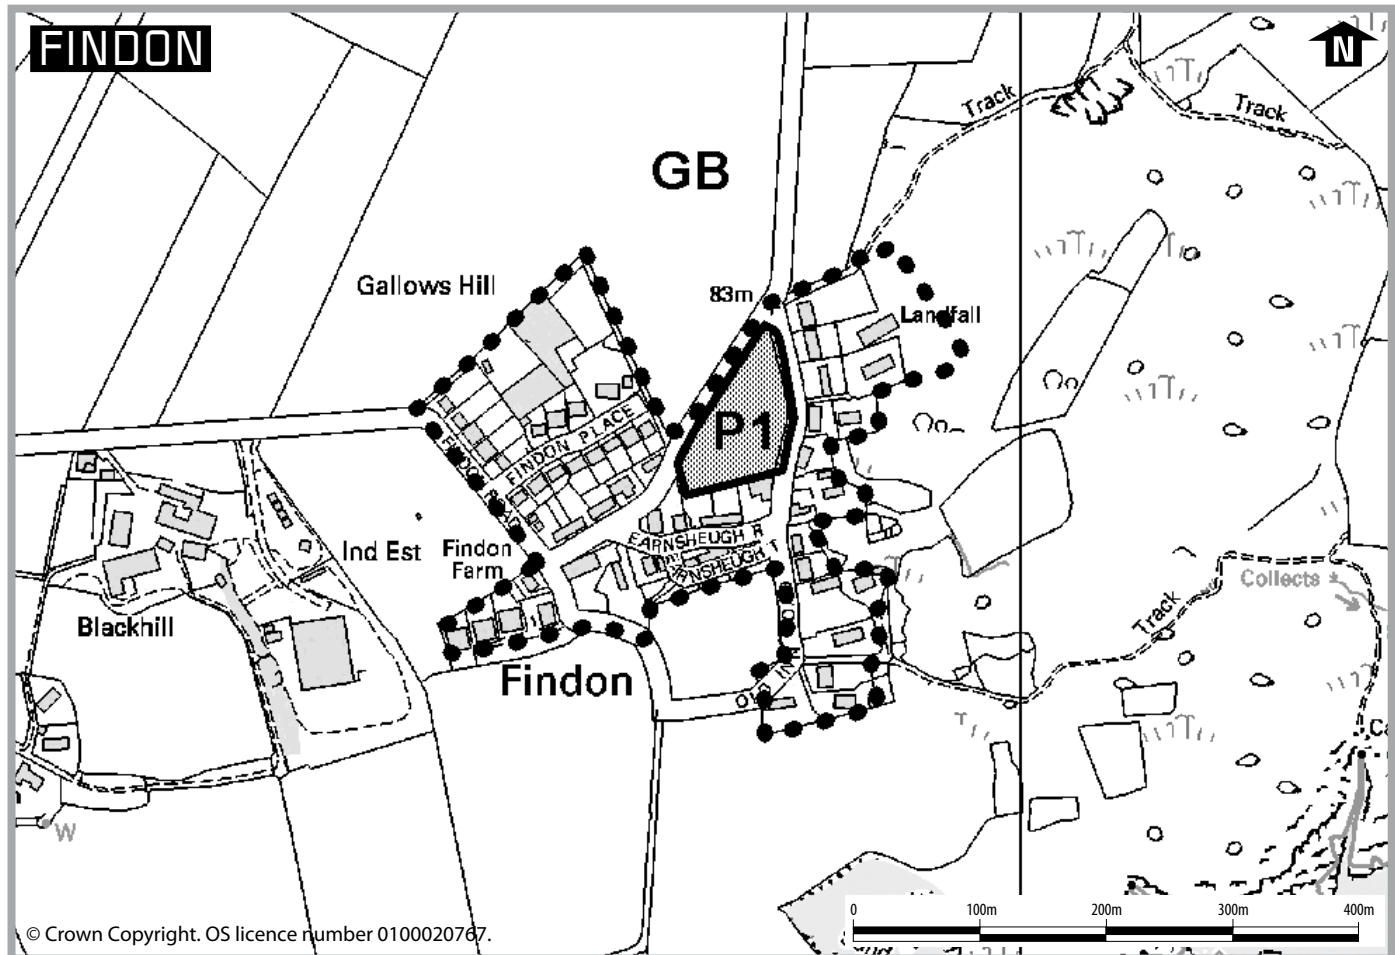 FINDON
N
Track
Track
GB
Gallows Hill
83m
Landfall
P1
FINDON PLACE
EARNSHEUGH R
Ind Est
Findon
Farm
Blackhill
Findon
Track
Collects
W
0 100m 200m 300m 400m
© Crown Copyright. OS licence number 0100020767.